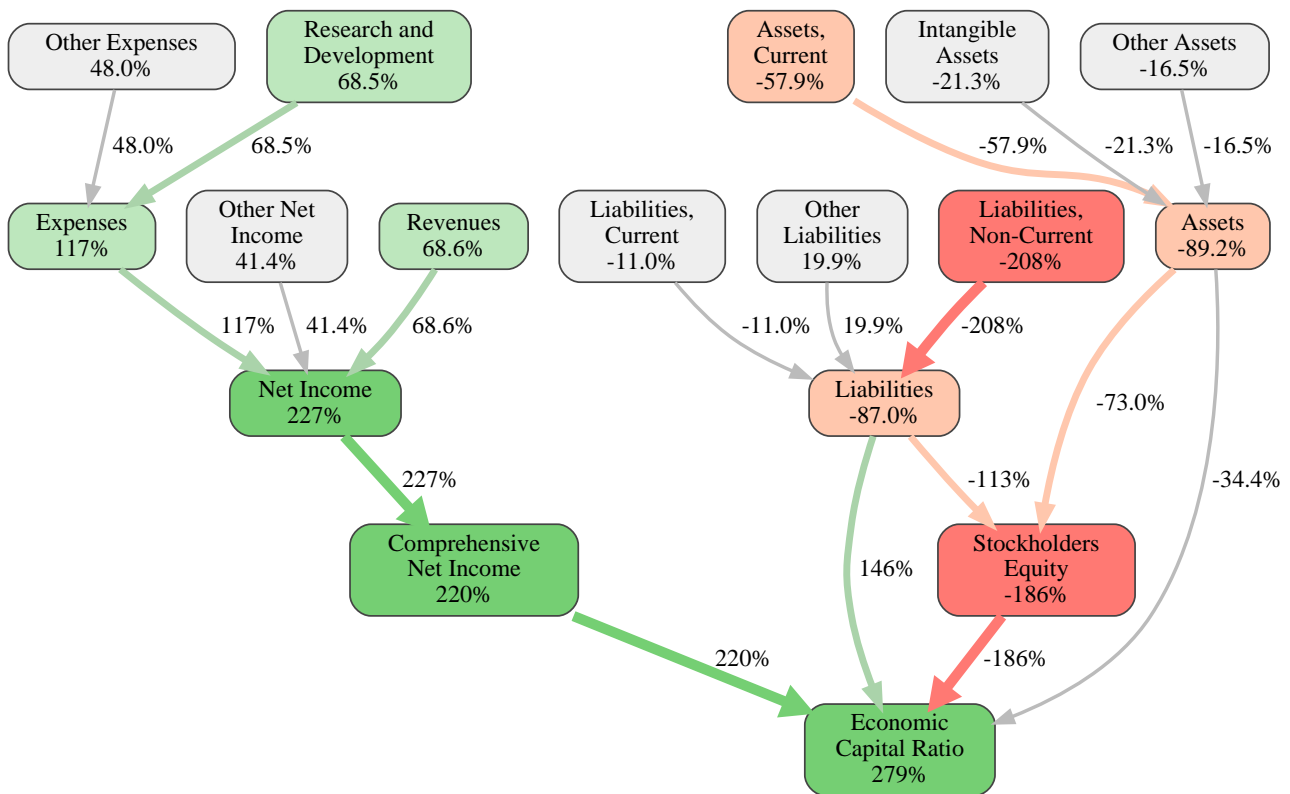 Other Expenses
48.0%
Research and
Development
68.5%
Assets,
Current
-57.9%
Intangible
Assets
-21.3%
Other Assets
-16.5%
48.0%
68.5%
-57.9%
-21.3%
-16.5%
Expenses
117%
Other Net
Income
41.4%
Revenues
68.6%
Liabilities,
Current
-11.0%
Other
Liabilities
19.9%
Liabilities,
Non-Current
-208%
Assets
-89.2%
117%
41.4%
68.6%
-11.0%
19.9%
-208%
Net Income
227%
Liabilities
-87.0%
-73.0%
227%
-113%
-34.4%
Comprehensive
Net Income
220%
146%
Stockholders
Equity
-186%
220%
-186%
Economic
Capital Ratio
279%